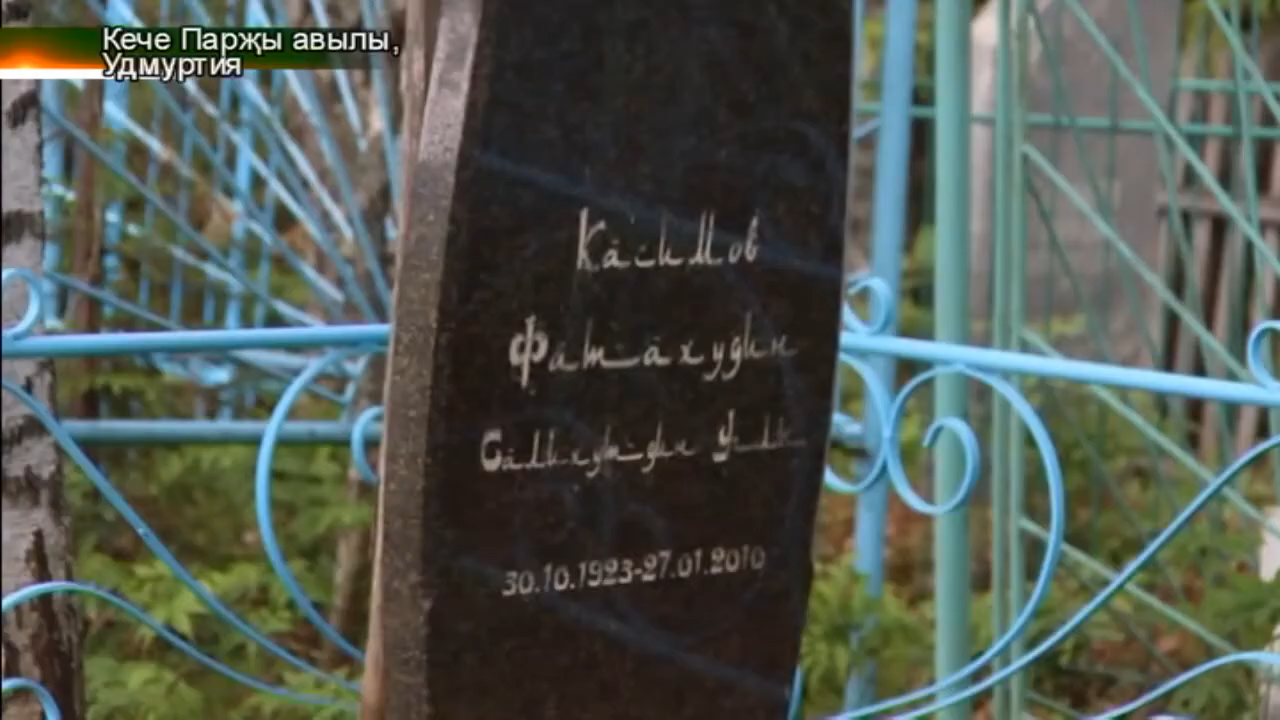 Кече Парҗы авылы,
Удмуртия
Касимов
Фатахудин
30.10.1923-27.01.2010